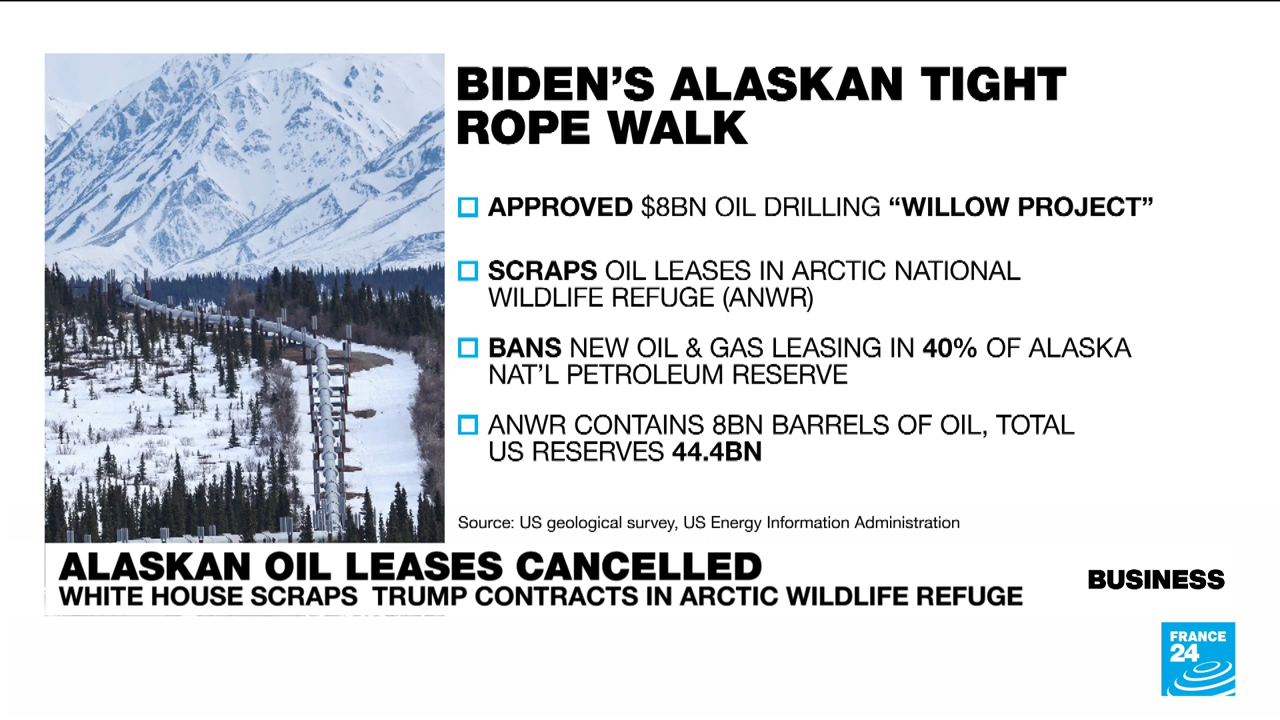 BIDEN’S ALASKAN TIGHT
ROPE WALK
APPROVED $8BN OIL DRILLING “WILLOW PROJECT”
SCRAPS OIL LEASES IN ARCTIC NATIONAL
WILDLIFE REFUGE (ANWR)
BANS NEW OIL & GAS LEASING IN 40% OF ALASKA
NAT’L PETROLEUM RESERVE
ANWR CONTAINS 8BN BARRELS OF OIL, TOTAL
US RESERVES 44.4BN
Source: US geological survey, US Energy Information Administration
ALASKAN OIL LEASES CANCELLED
WHITE HOUSE SCRAPS  TRUMP CONTRACTS IN ARCTIC WILDLIFE REFUGE
BUSINESS
FRANCE
24